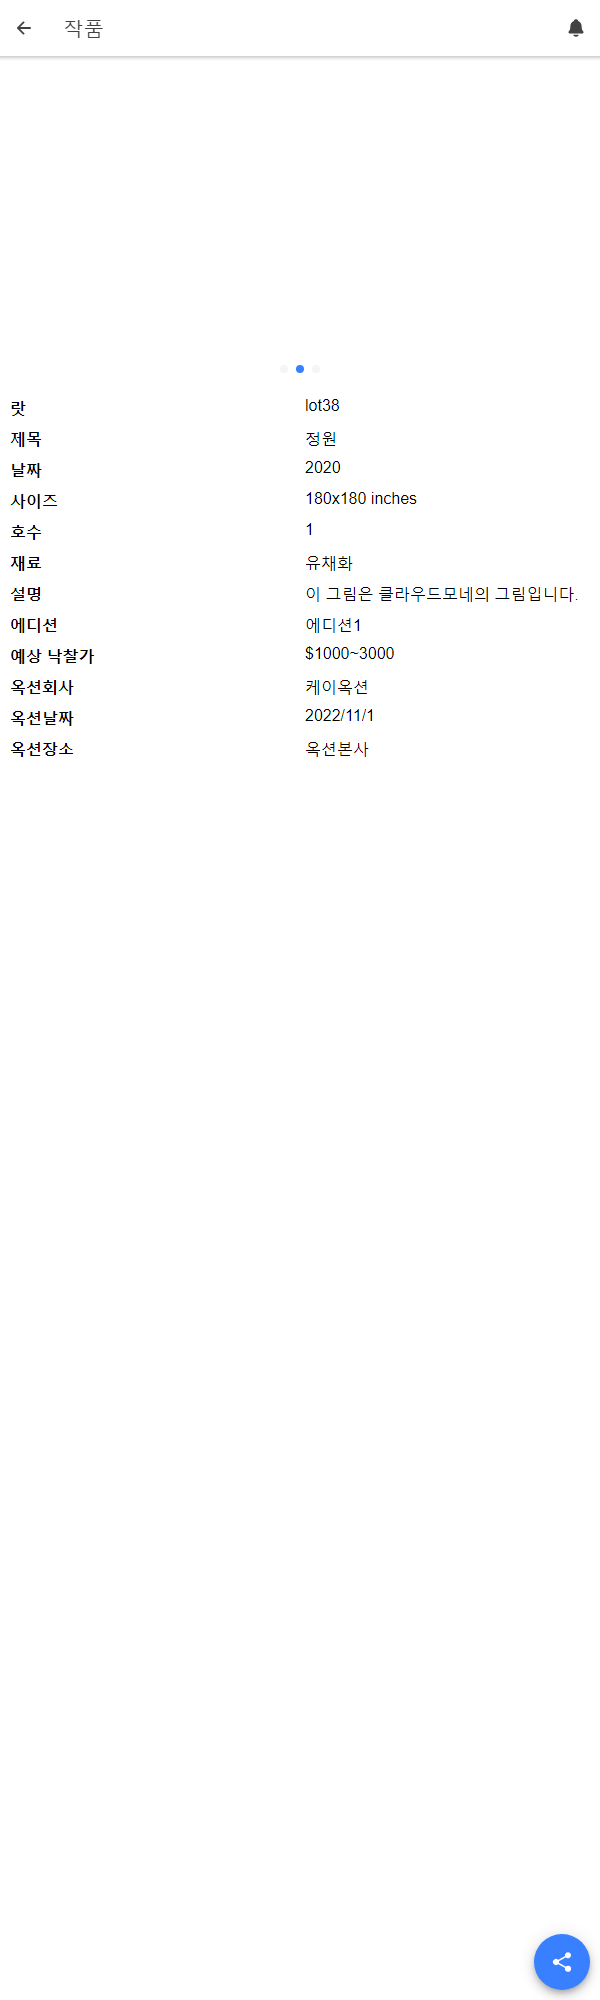 작품
랏 lot38
제목 정원
날짜 2020
사이즈 180x180 inches
호수 1
재료 유채화
설명 이 그림은 클라우드모네의 그림입니다.
에디션 에디션1
예상 낙찰가 $1000~3000
옥션회사 케이옥션
옥션날짜 2022/11/1
옥션장소 옥션본사